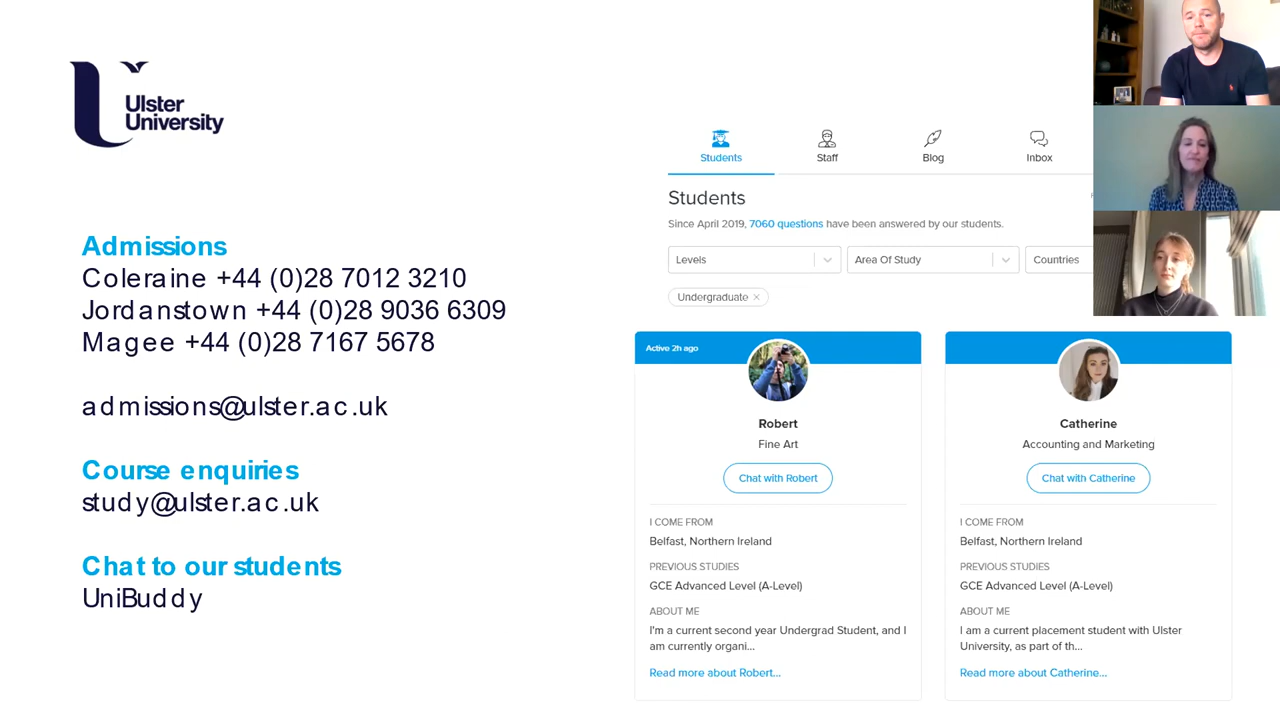 Ulster
University
Admissions
Coleraine +44 (0)28 7012 3210
Jordanstown +44 (0)28 9036 6309
Magee +44 (0)28 7167 5678
admissions@ulster.ac.uk
Course enquiries
study@ulster.ac.uk
Chat to our students
UniBuddy
Students Staff Blog Inbox
Students
Since April 2019, 7060 questions have been answered by our students.
Levels Area Of Study Countries
Undergraduate ×
Active 2h ago
Robert
Fine Art
Chat with Robert
I COME FROM
Belfast, Northern Ireland
PREVIOUS STUDIES
GCE Advanced Level (A-Level)
ABOUT ME
I'm a current second year Undergrad Student, and I
am currently organi...
Read more about Robert...
Catherine
Accounting and Marketing
Chat with Catherine
I COME FROM
Belfast, Northern Ireland
PREVIOUS STUDIES
GCE Advanced Level (A-Level)
ABOUT ME
I am a current placement student with Ulster
University, as part of th...
Read more about Catherine...